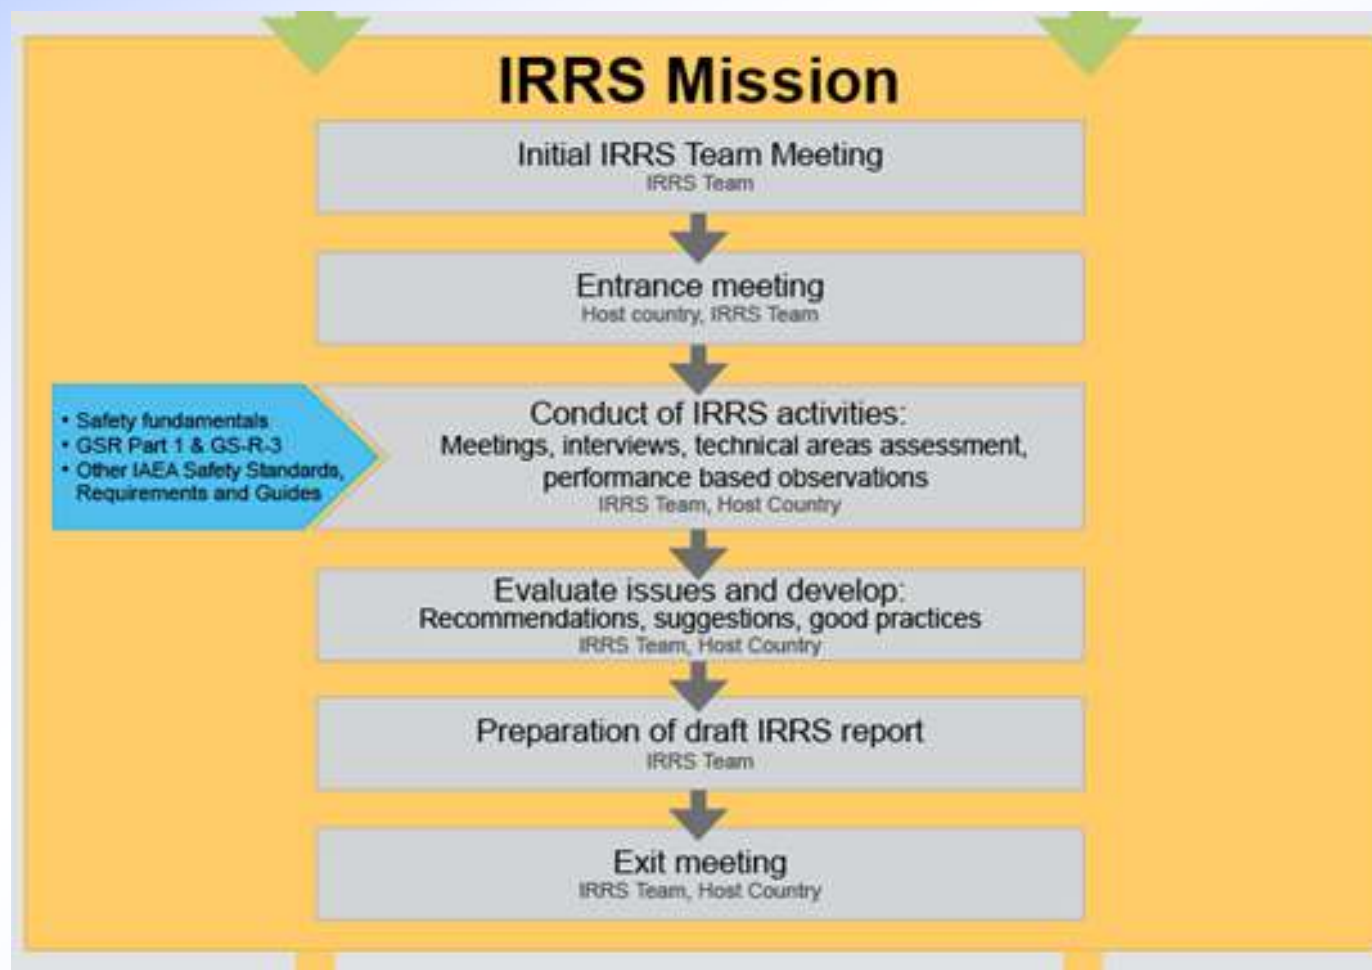 IRRS Mission
Initial IRRS Team Meeting
IRRS Team
Entrance meeting
Host country, IRRS Team
• Safety fundamentals
• GSR Part 1 & GS-R-3
• Other IAEA Safety Standards,
Requirements and Guides
Conduct of IRRS activities:
Meetings, interviews, technical areas assessment,
performance based observations
IRRS Team, Host Country
Evaluate issues and develop:
Recommendations, suggestions, good practices
IRRS Team, Host Country
Preparation of draft IRRS report
IRRS Team
Exit meeting
IRRS Team, Host Country